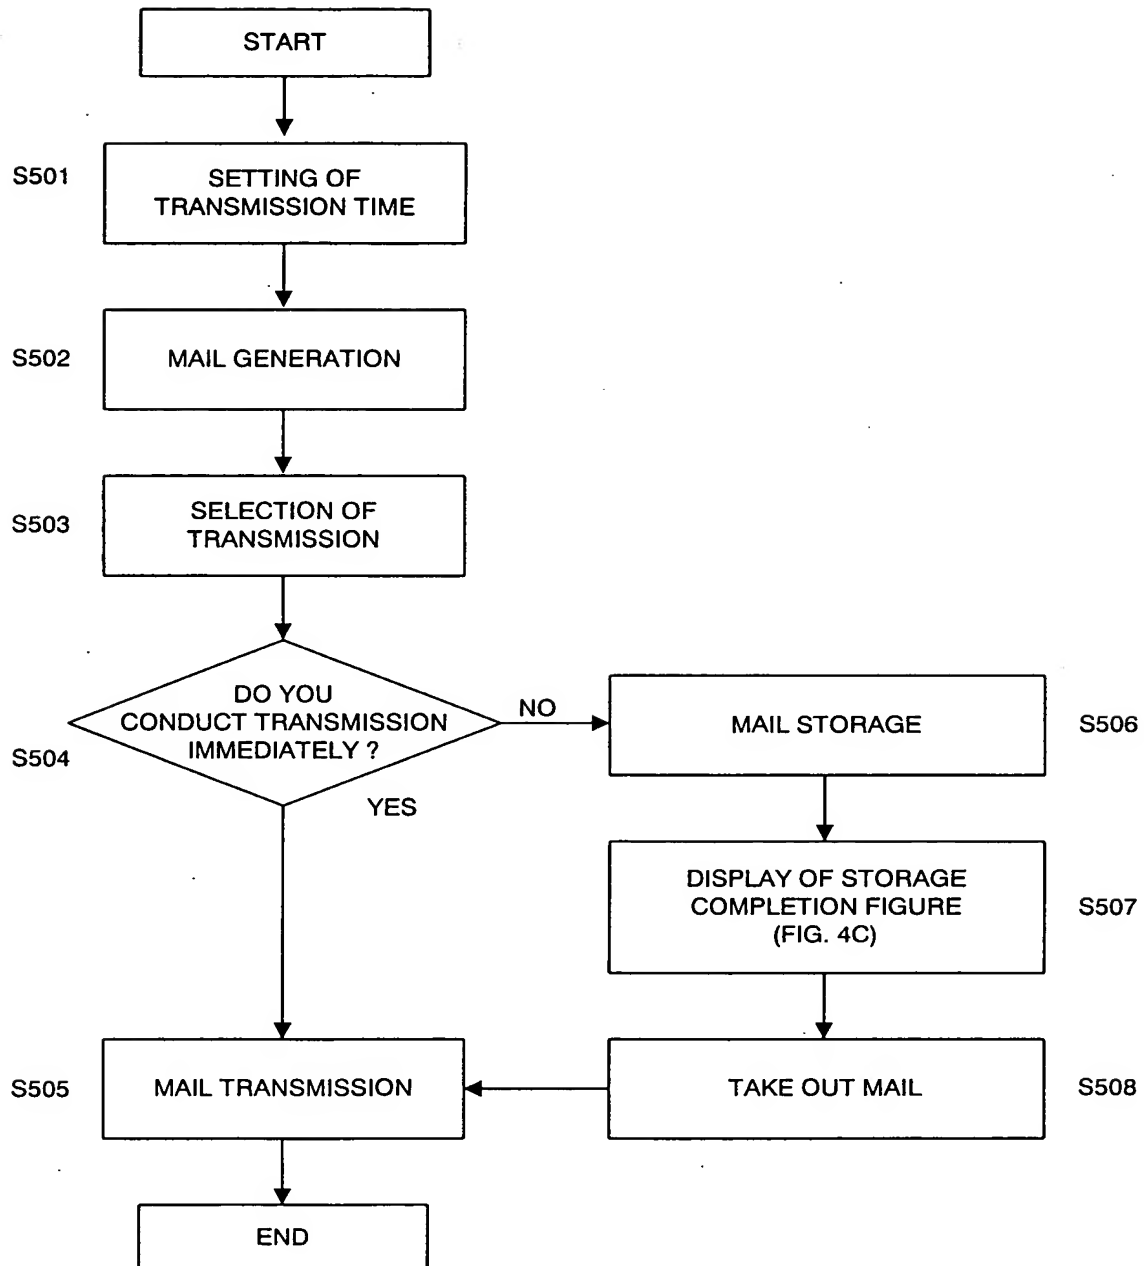 START
S501
SETTING OF
TRANSMISSION TIME
S502
MAIL GENERATION
S503
SELECTION OF
TRANSMISSION
S504
DO YOU
CONDUCT TRANSMISSION
IMMEDIATELY ?
NO
YES
MAIL STORAGE
S506
DISPLAY OF STORAGE
COMPLETION FIGURE
(FIG. 4C)
S507
S505
MAIL TRANSMISSION
TAKE OUT MAIL
S508
END